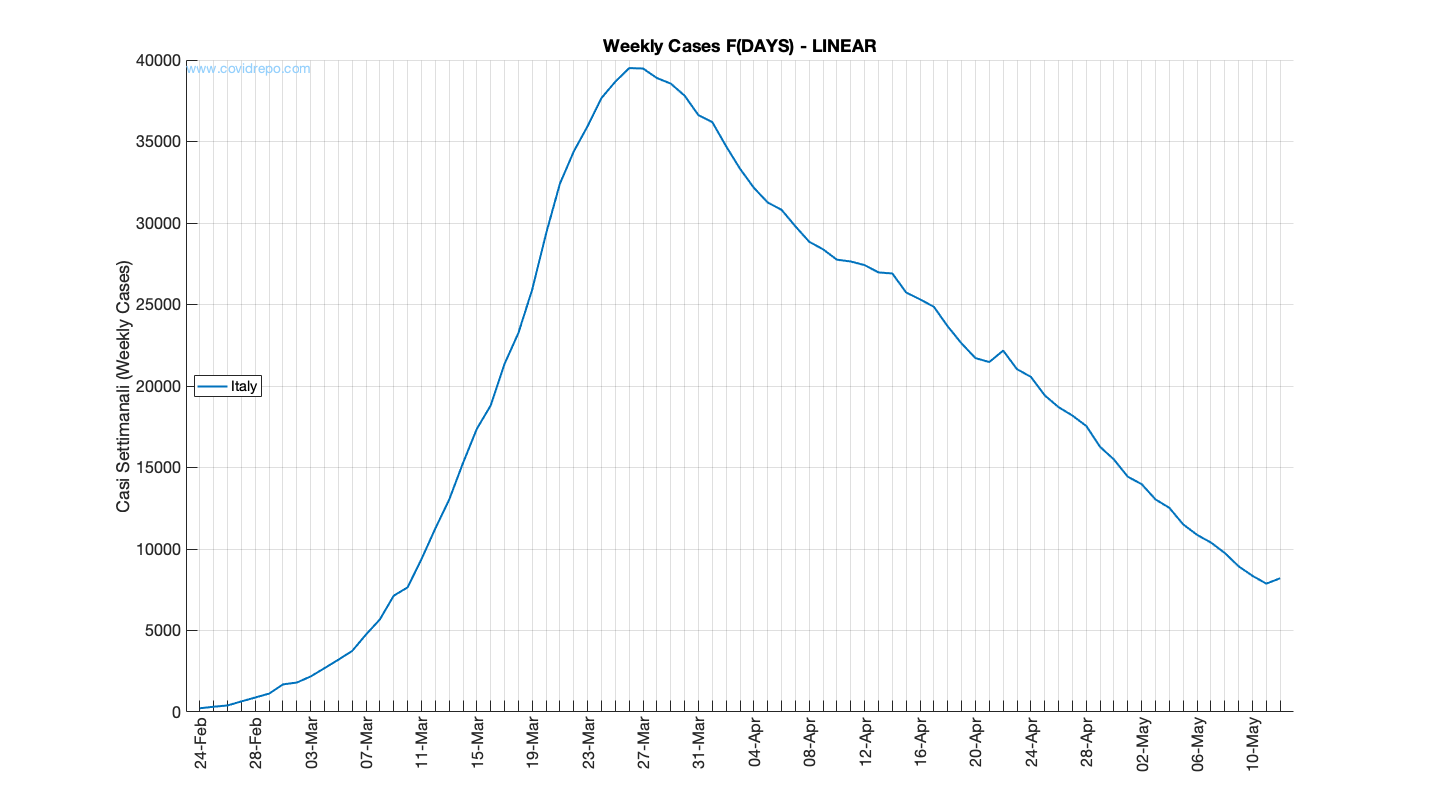 Weekly Cases F(DAYS) - LINEAR
www.covidrepo.com
Casi Settimanali (Weekly Cases)
40000
35000
30000
25000
20000
15000
10000
5000
0
Italy
24-Feb
28-Feb
03-Mar
07-Mar
11-Mar
15-Mar
19-Mar
23-Mar
27-Mar
31-Mar
04-Apr
08-Apr
12-Apr
16-Apr
20-Apr
24-Apr
28-Apr
02-May
06-May
10-May